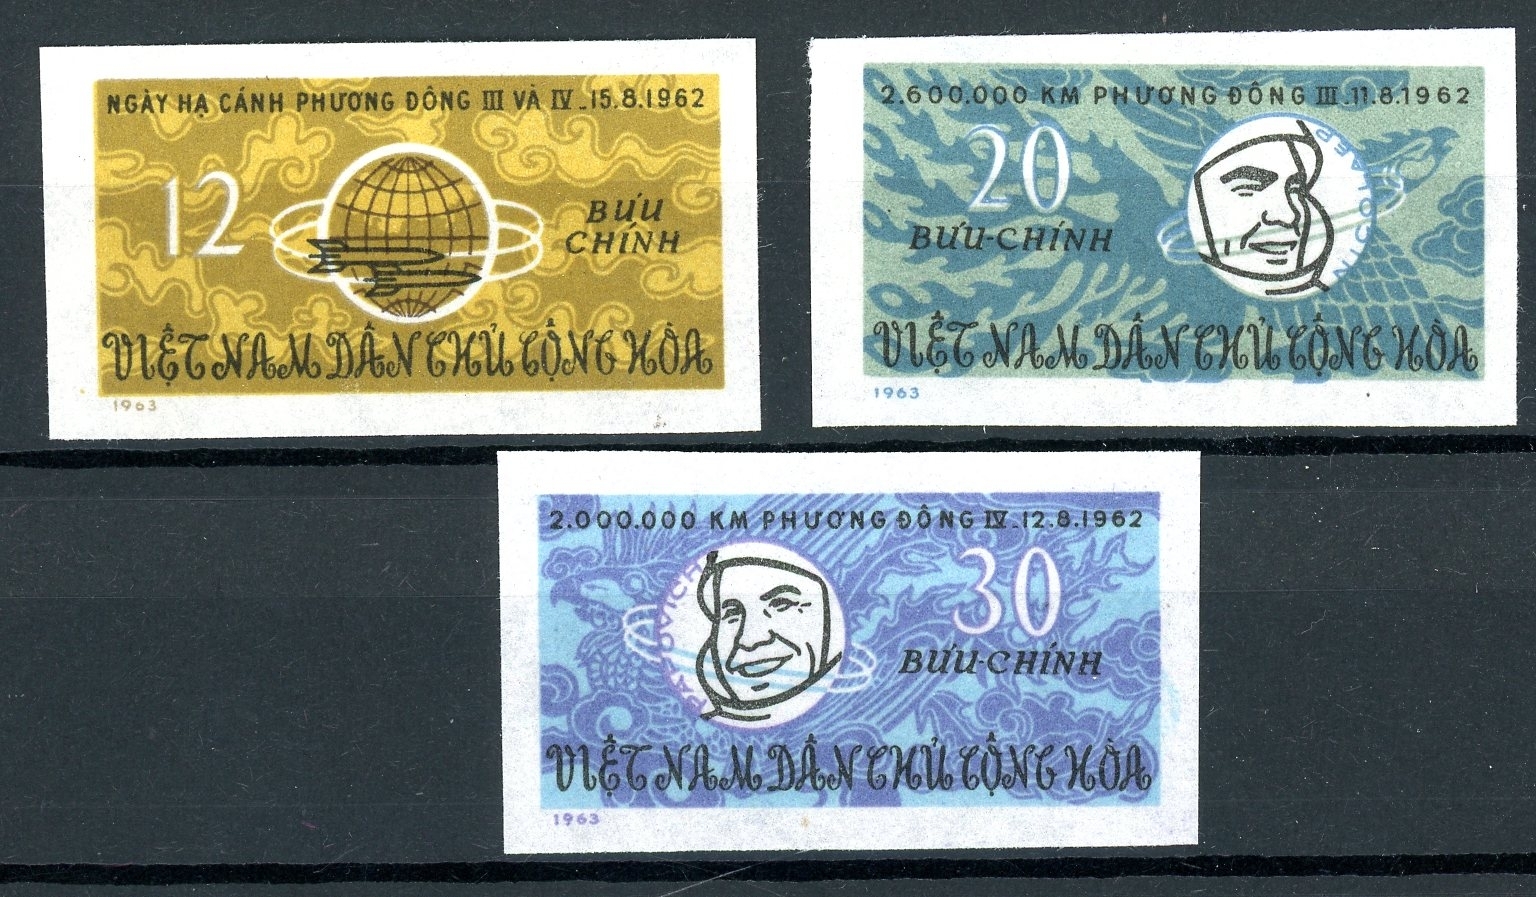 NGÀY HẠ CÁNH PHƯƠNG ĐÔNG III VÀ IV_15.8.1962
12
BƯU
CHÍNH
VIỆT NAM DÂN CHỦ CỘNG HÒA
1963
2.600.000 KM PHƯƠNG ĐÔNG III_11.8.1962
20
BƯU-CHÍNH
VIỆT NAM DÂN CHỦ CỘNG HÒA
1963
2.000.000 KM PHƯƠNG ĐÔNG IV_12.8.1962
PAPÔVICH
30
BƯU-CHÍNH
VIỆT NAM DÂN CHỦ CỘNG HÒA
1963